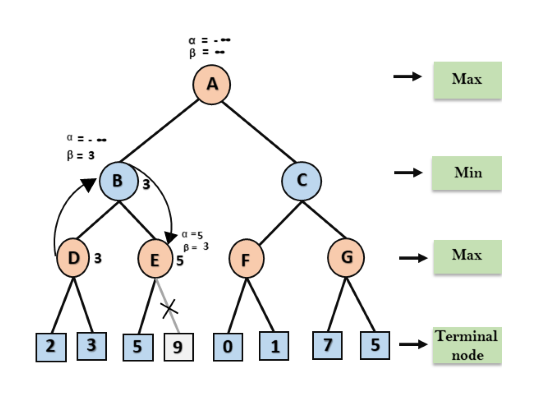 α = - ∞
β = ∞
A
Max
α = - ∞
β = 3
B
3
C
Min
D
3
E
5
α =5
β = 3
F
G
Max
2
3
5
9
0
1
7
5
Terminal
node